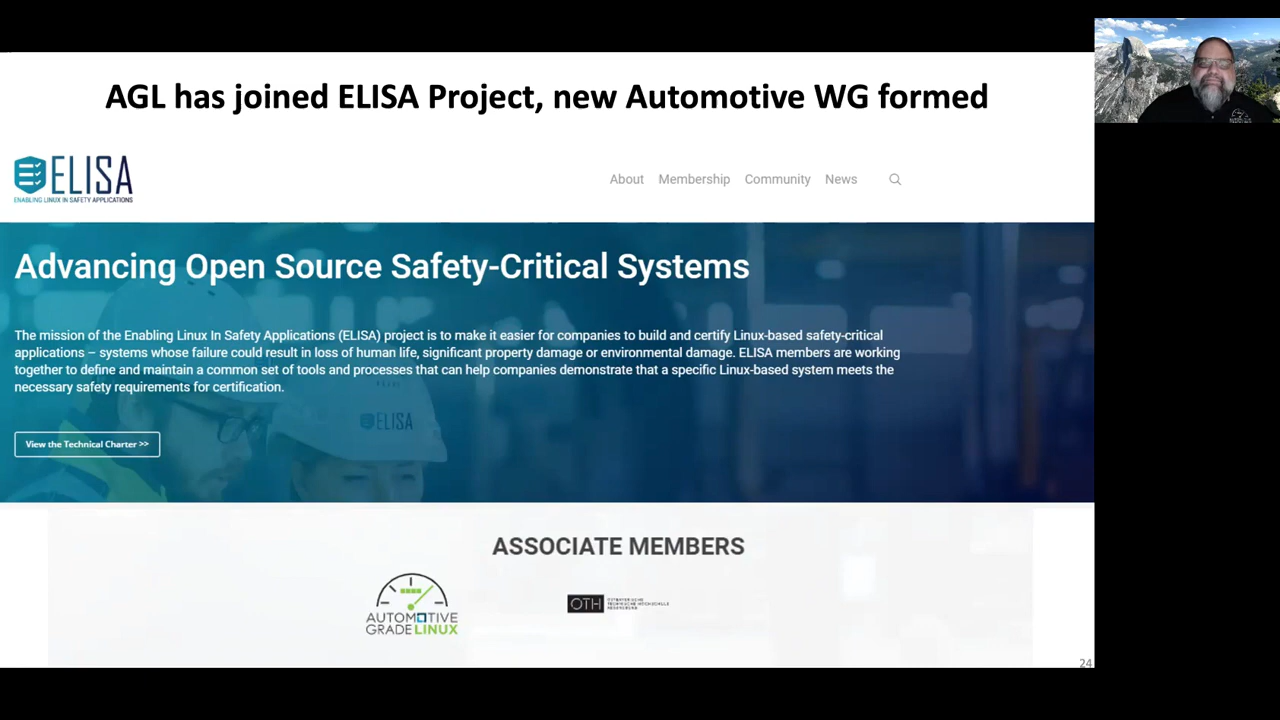 AGL has joined ELISA Project, new Automotive WG formed
ELISA
ENABLING LINUX IN SAFETY APPLICATIONS
About Membership Community News
Advancing Open Source Safety-Critical Systems
The mission of the Enabling Linux In Safety Applications (ELISA) project is to make it easier for companies to build and certify Linux-based safety-critical
applications – systems whose failure could result in loss of human life, significant property damage or environmental damage. ELISA members are working
together to define and maintain a common set of tools and processes that can help companies demonstrate that a specific Linux-based system meets the
necessary safety requirements for certification.
ELISA
View the Technical Charter >>
ASSOCIATE MEMBERS
AUTOMOTIVE
GRADELINUX
OTH
OSTBAYERISCHE
TECHNISCHE HOCHSCHULE
REGENSBURG
24